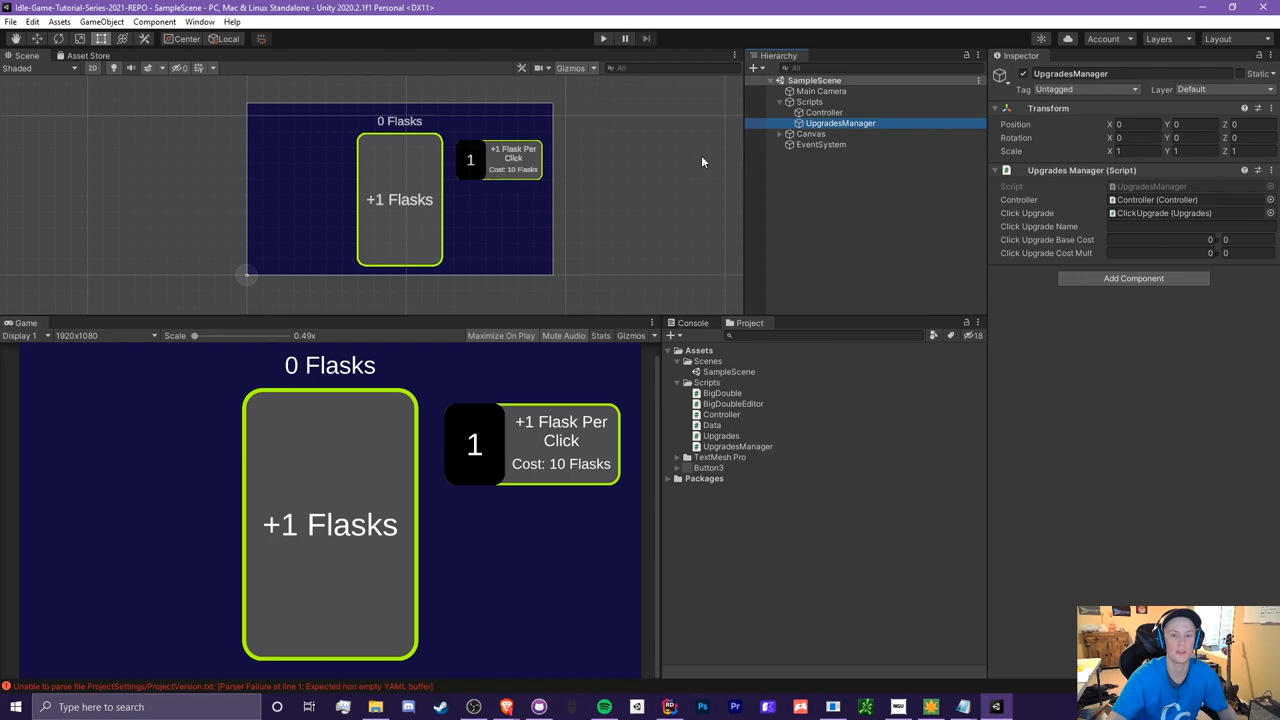 Idle-Game-Tutorial-Series-2021-REPO - SampleScene - PC, Mac & Linux Standalone - Unity 2020.2.1f1 Personal <DX11>
File Edit Assets GameObject Component Window Help
Center Local Account Layers Layout
Scene Asset Store
Shaded 2D 0 Gizmos All
0 Flasks
+1 Flasks
1
+1 Flask Per
Click
Cost: 10 Flasks
Hierarchy
All
SampleScene
Main Camera
Scripts
Controller
UpgradesManager
Canvas
EventSystem
Inspector
UpgradesManager Static
Tag Untagged Layer Default
Transform
Position X 0 Y 0 Z 0
Rotation X 0 Y 0 Z 0
Scale X 1 Y 1 Z 1
Upgrades Manager (Script)
Script UpgradesManager
Controller Controller (Controller)
Click Upgrade ClickUpgrade (Upgrades)
Click Upgrade Name
Click Upgrade Base Cost 0 0
Click Upgrade Cost Mult 0 0
Add Component
Game
Display 1 1920x1080 Scale 0.49x Maximize On Play Mute Audio Stats Gizmos
0 Flasks
+1 Flasks
1
+1 Flask Per
Click
Cost: 10 Flasks
Console Project
18
Assets
Scenes
SampleScene
Scripts
BigDouble
BigDoubleEditor
Controller
Data
Upgrades
UpgradesManager
TextMesh Pro
Button3
Packages
Unable to parse file ProjectSettings/ProjectVersion.txt: [Parser Failure at line 1: Expected non empty YAML buffer]
Type here to search
RD
Ps
Pr
NGU